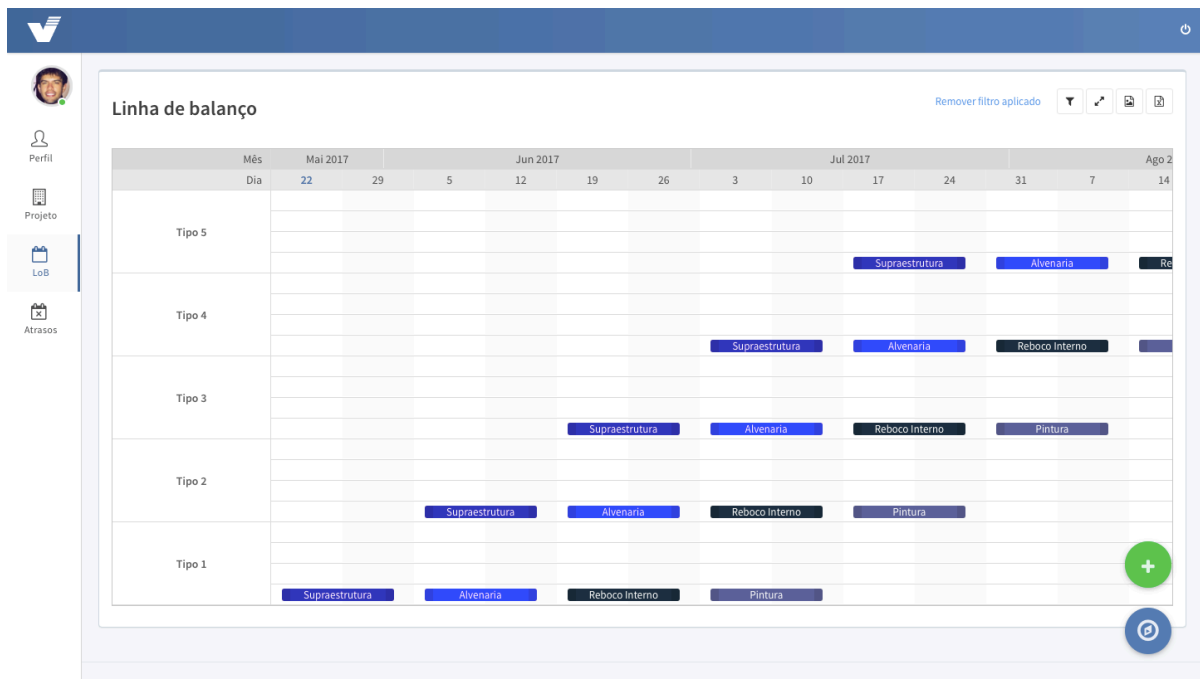 Linha de balanço
Remover filtro aplicado
Perfil
Projeto
LoB
Atrasos
Mês Mai 2017 Jun 2017 Jul 2017 Ago 2
Dia 22 29 5 12 19 26 3 10 17 24 31 7 14
Tipo 5
Supraestrutura Alvenaria Re
Tipo 4
Supraestrutura Alvenaria Reboco Interno
Tipo 3
Supraestrutura Alvenaria Reboco Interno Pintura
Tipo 2
Supraestrutura Alvenaria Reboco Interno Pintura
Tipo 1
Supraestrutura Alvenaria Reboco Interno Pintura